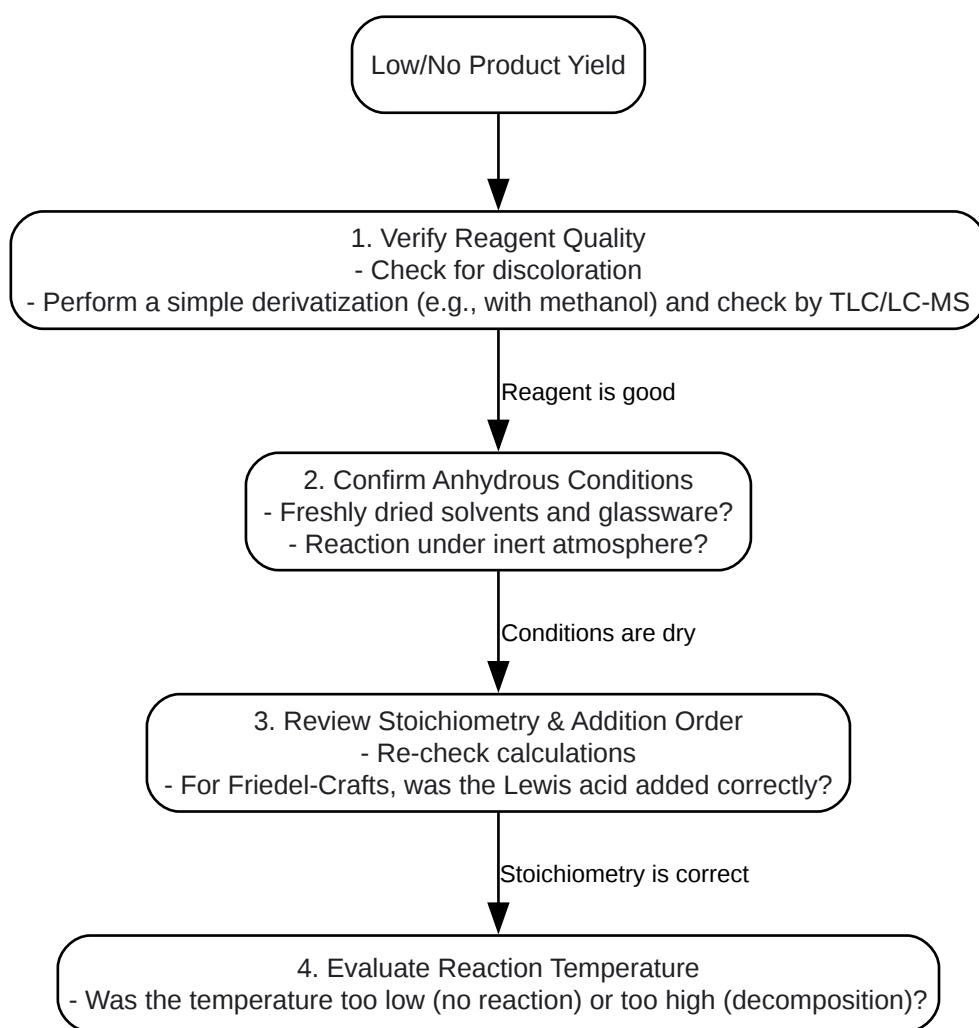 Low/No Product Yield
1. Verify Reagent Quality
- Check for discoloration
- Perform a simple derivatization (e.g., with methanol) and check by TLC/LC-MS
Reagent is good
2. Confirm Anhydrous Conditions
- Freshly dried solvents and glassware?
- Reaction under inert atmosphere?
Conditions are dry
3. Review Stoichiometry & Addition Order
- Re-check calculations
- For Friedel-Crafts, was the Lewis acid added correctly?
Stoichiometry is correct
4. Evaluate Reaction Temperature
- Was the temperature too low (no reaction) or too high (decomposition)?